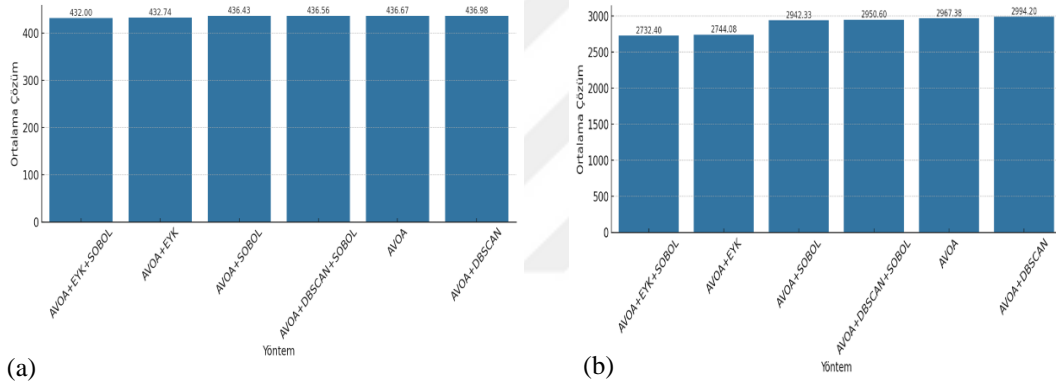 432.00
432.74
436.43
436.56
436.67
436.98
400
300
200
100
0
Ortalama Çözüm
AVOA+EYK+SOBOL
AVOA+EYK
AVOA+SOBOL
AVOA+DBSCAN+SOBOL
AVOA
AVOA+DBSCAN
Yöntem
(a)
2732.40
2744.08
2942.33
2950.60
2967.38
2994.20
3000
2500
2000
1500
1000
500
0
Ortalama Çözüm
AVOA+EYK+SOBOL
AVOA+EYK
AVOA+SOBOL
AVOA+DBSCAN+SOBOL
AVOA
AVOA+DBSCAN
Yöntem
(b)